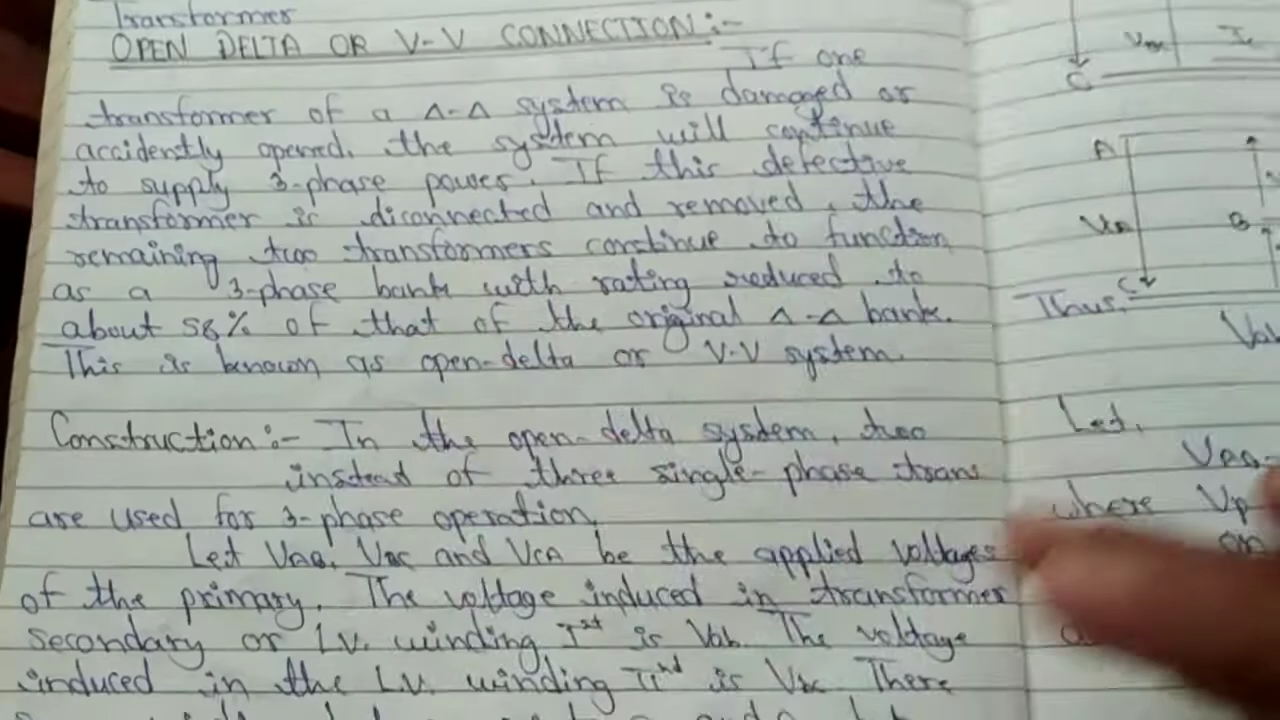 Transformer
OPEN DELTA OR V-V CONNECTION:-
If one
transformer of a Δ-Δ system is damaged or
accidently opened. the system will continue
to supply 3-phase power. If this defective
transformer is diconnected and removed, the
remaining two transformers continue to function
as a 3-phase bank with rating reduced to
about 58% of that of the original Δ-Δ bank.
This is known as open-delta or V-V system.
Construction:- In the open-delta system, two
instead of three single-phase trans
are used for 3-phase operation.
Let VAB, VBC and VCA be the applied voltages
of the primary. The voltage induced in transformer
secondary or L.V. winding Ist is Vab. The voltage
induced in the L.V. winding IInd is Vbc There
C
A
B
C
Thus,
Let,
where Vp